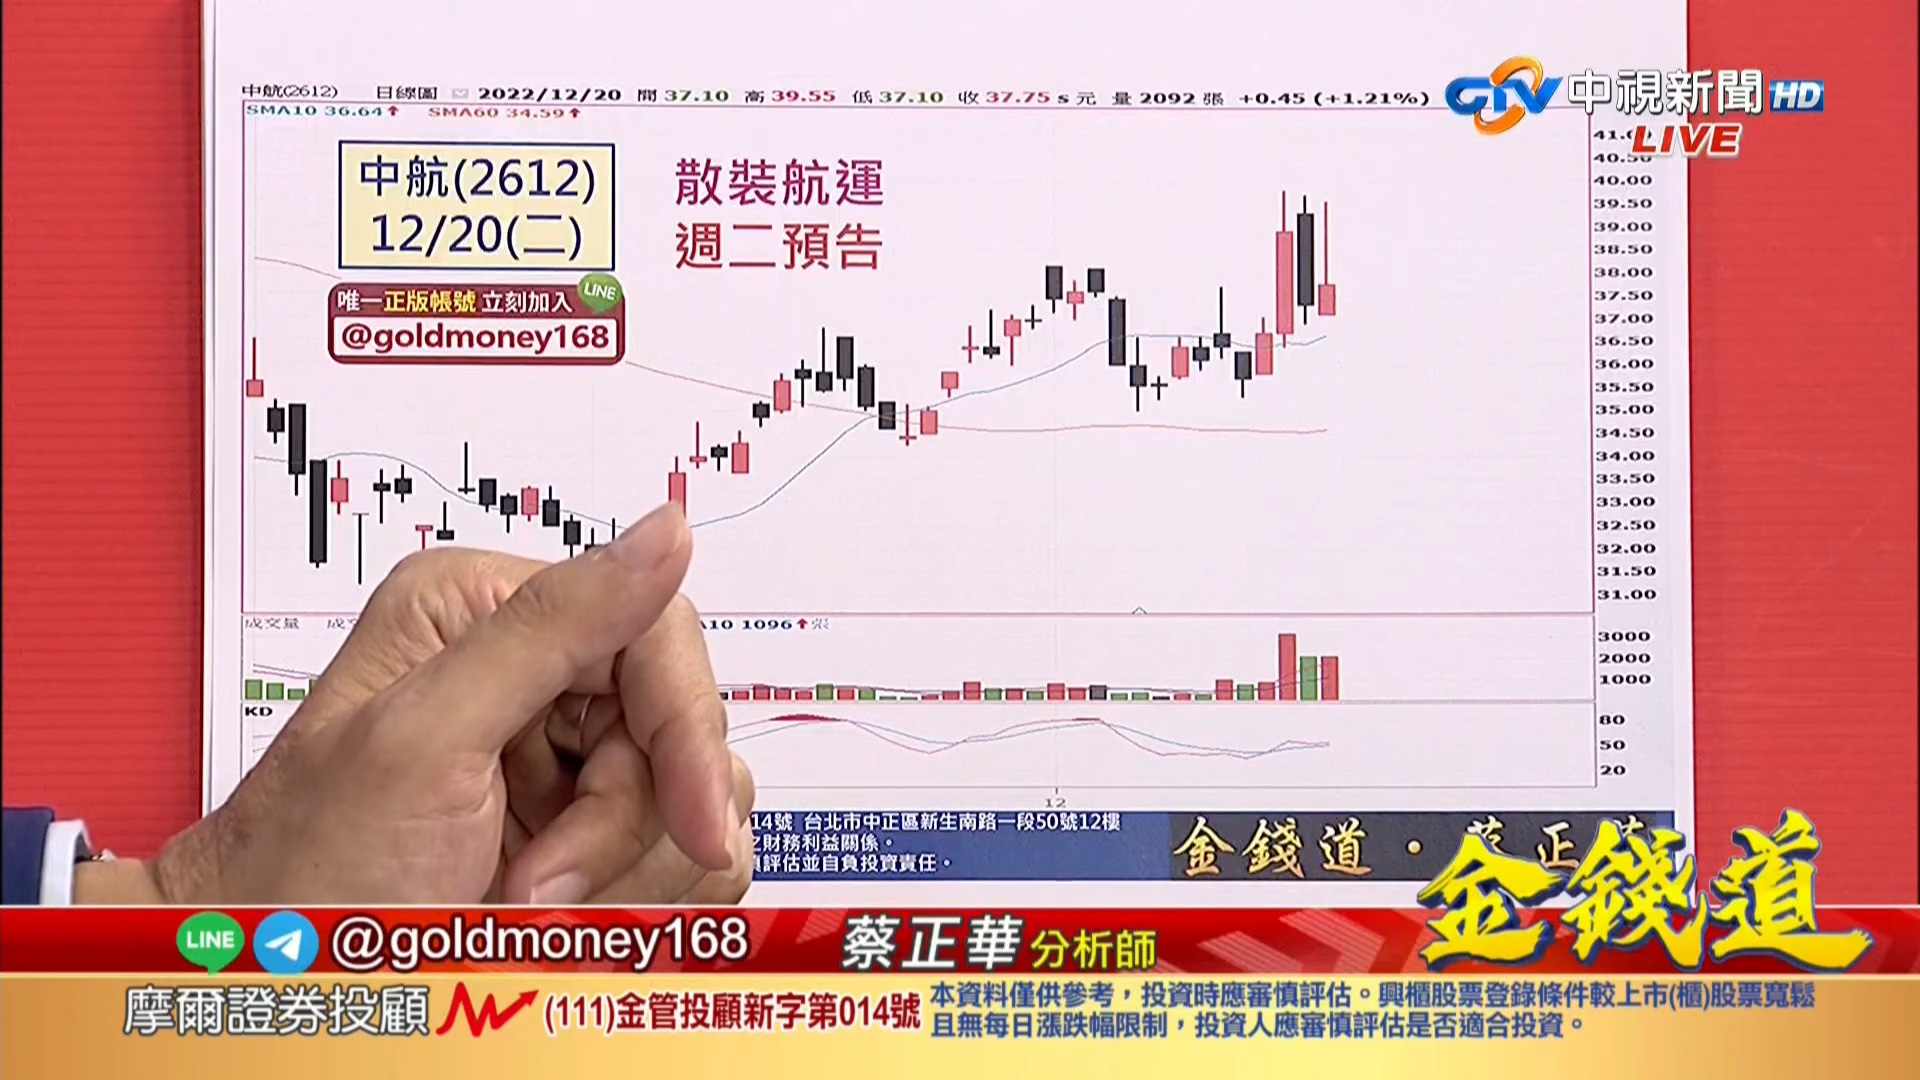 中航(2612) 日線圖 2022/12/20 開 37.10 高 39.55 低 37.10 收 37.75 s 元 量 2092 張 +0.45 (+1.21%)
SMA10 36.64↑ SMA60 34.59↑
CTV 中視新聞 HD
LIVE
中航(2612)
12/20(二)
散裝航運
週二預告
唯一正版帳號 立刻加入 LINE
@goldmoney168
40.50
40.00
39.50
39.00
38.50
38.00
37.50
37.00
36.50
36.00
35.50
35.00
34.50
34.00
33.50
33.00
32.50
32.00
31.50
31.00
成交量
10 1096↑張
3000
2000
1000
KD
80
50
20
12
14號 台北市中正區新生南路一段50號12樓
之財務利益關係。
評估並自負投資責任。
金錢道·蔡正
金錢道
LINE @goldmoney168 蔡正華 分析師
摩爾證券投顧 (111)金管投顧新字第014號
本資料僅供參考，投資時應審慎評估。興櫃股票登錄條件較上市(櫃)股票寬鬆
且無每日漲跌幅限制，投資人應審慎評估是否適合投資。